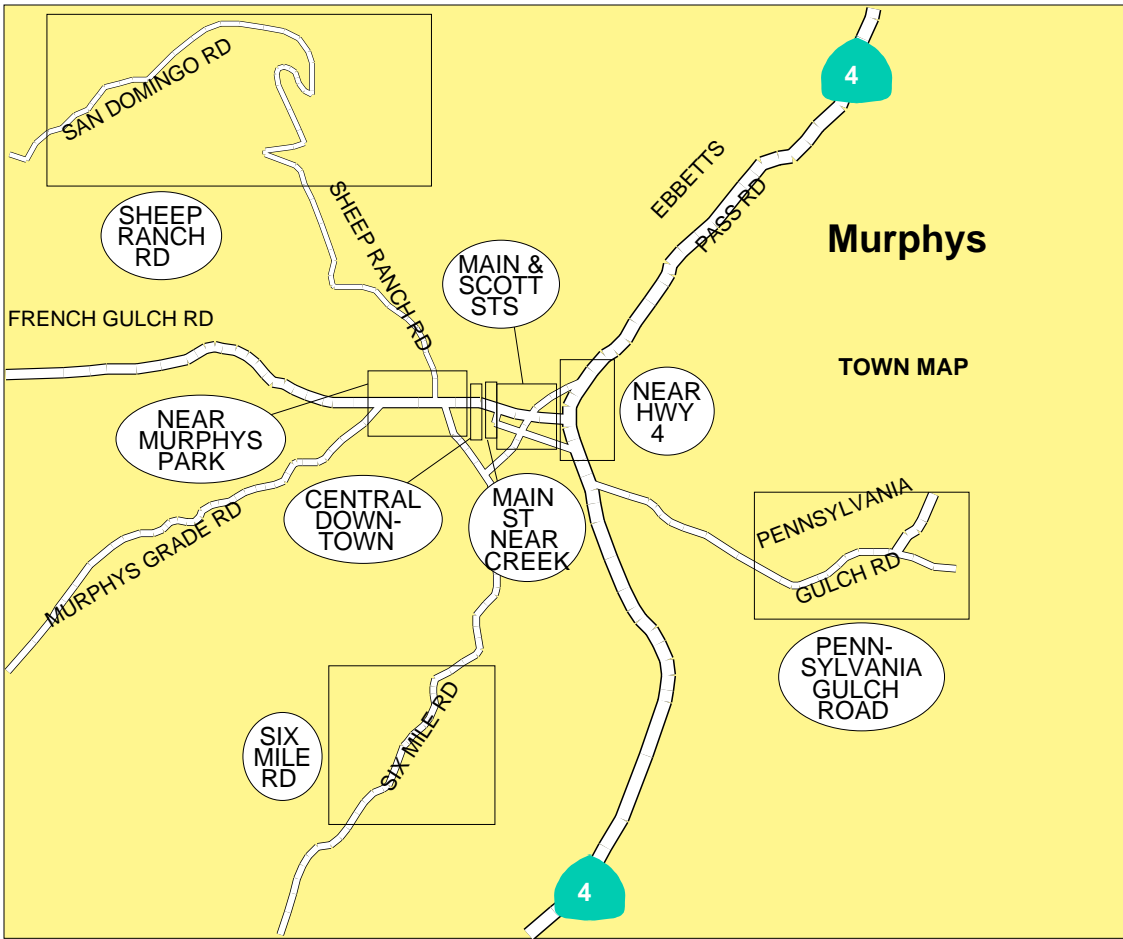 4
SAN DOMINGO RD
EBBETTS
PASS RD
SHEEP
RANCH
RD
SHEEP RANCH RD
Murphys
MAIN &
SCOTT
STS
FRENCH GULCH RD
TOWN MAP
NEAR
HWY
4
NEAR
MURPHYS
PARK
CENTRAL
DOWN-
TOWN
MAIN
ST
NEAR
CREEK
PENNSYLVANIA
GULCH RD
MURPHYS GRADE RD
PENN-
SYLVANIA
GULCH
ROAD
SIX
MILE
RD
SIX MILE RD
4